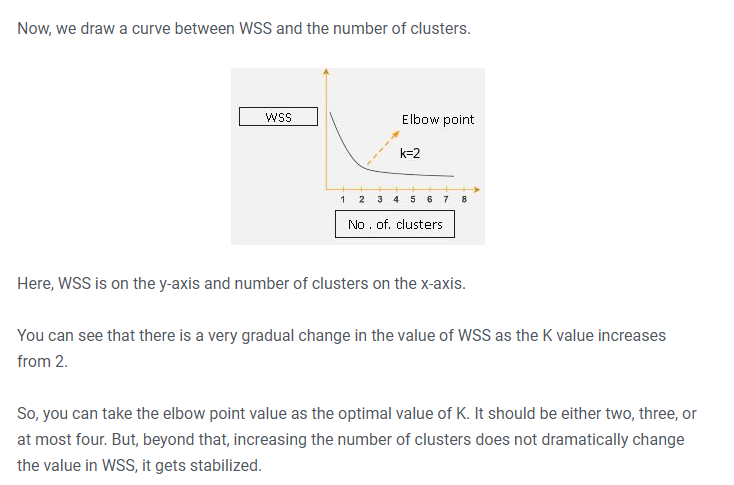 Now, we draw a curve between WSS and the number of clusters.
WSS
Elbow point
k=2
1 2 3 4 5 6 7 8
No . of. clusters
Here, WSS is on the y-axis and number of clusters on the x-axis.
You can see that there is a very gradual change in the value of WSS as the K value increases
from 2.
So, you can take the elbow point value as the optimal value of K. It should be either two, three, or
at most four. But, beyond that, increasing the number of clusters does not dramatically change
the value in WSS, it gets stabilized.